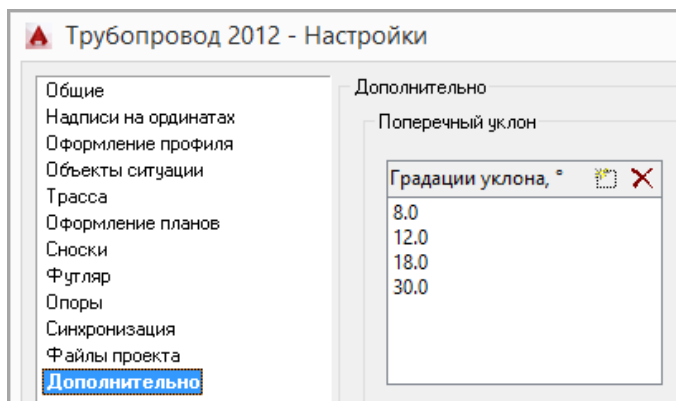 Трубопровод 2012 - Настройки
Общие
Надписи на ординатах
Оформление профиля
Объекты ситуации
Трасса
Оформление планов
Сноски
Футляр
Опоры
Синхронизация
Файлы проекта
Дополнительно
Дополнительно
Поперечный уклон
Градации уклона, °
8.0
12.0
18.0
30.0